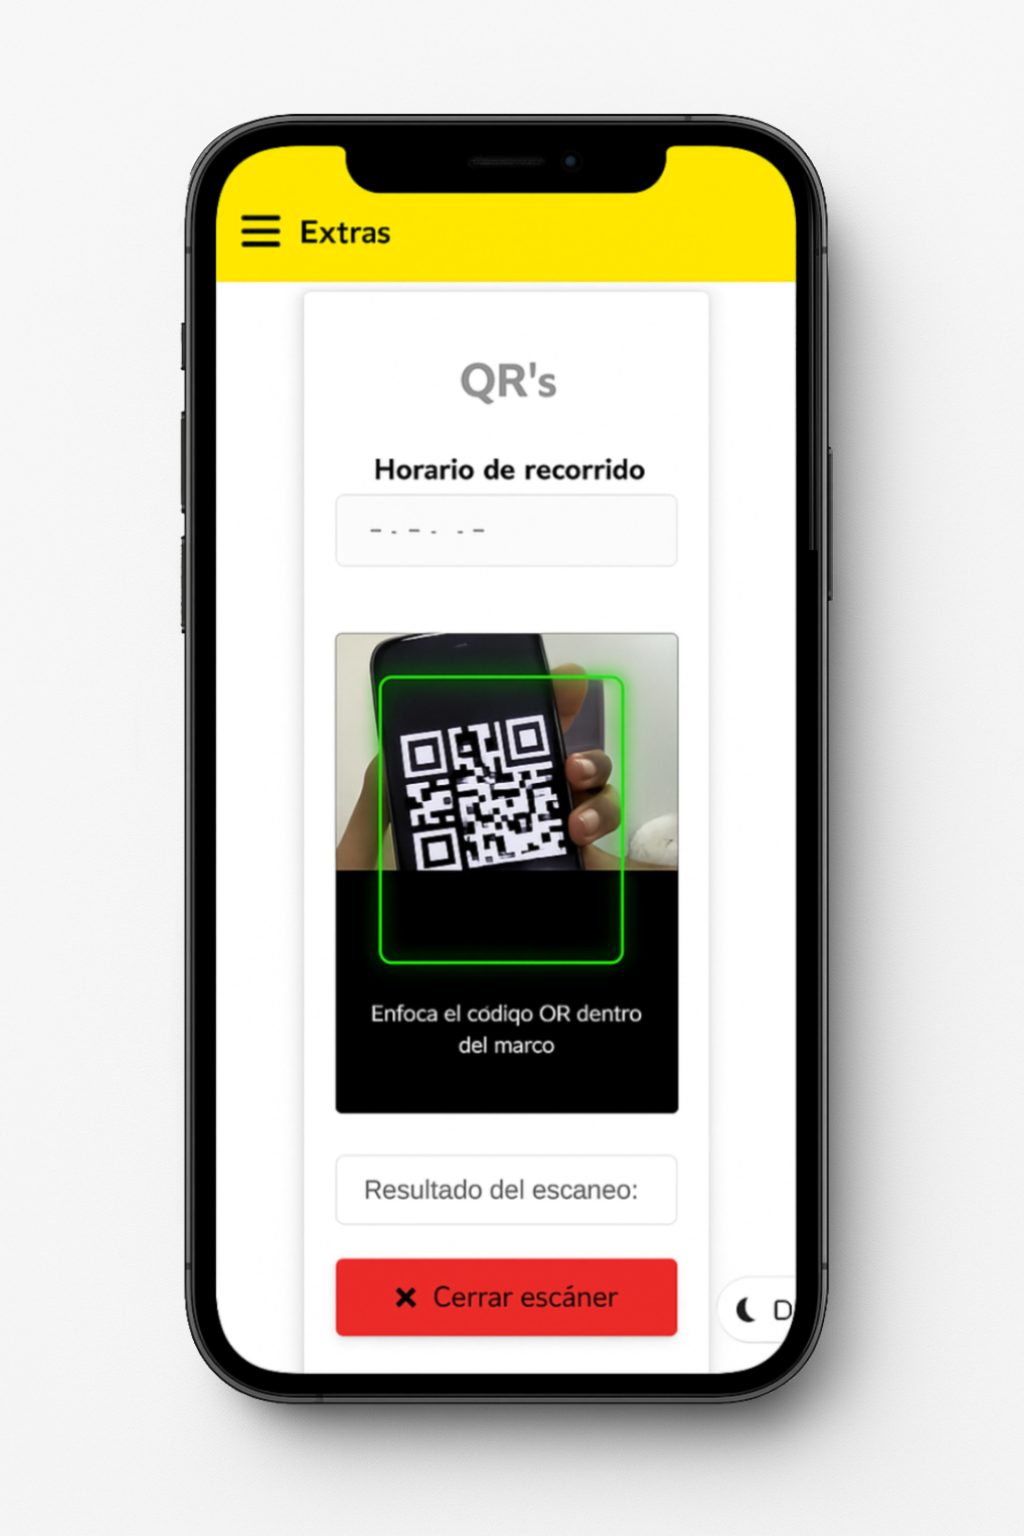 Extras
QR's
Horario de recorrido
Enfoca el códiqo OR dentro
del marco
Resultado del escaneo:
Cerrar escáner
D